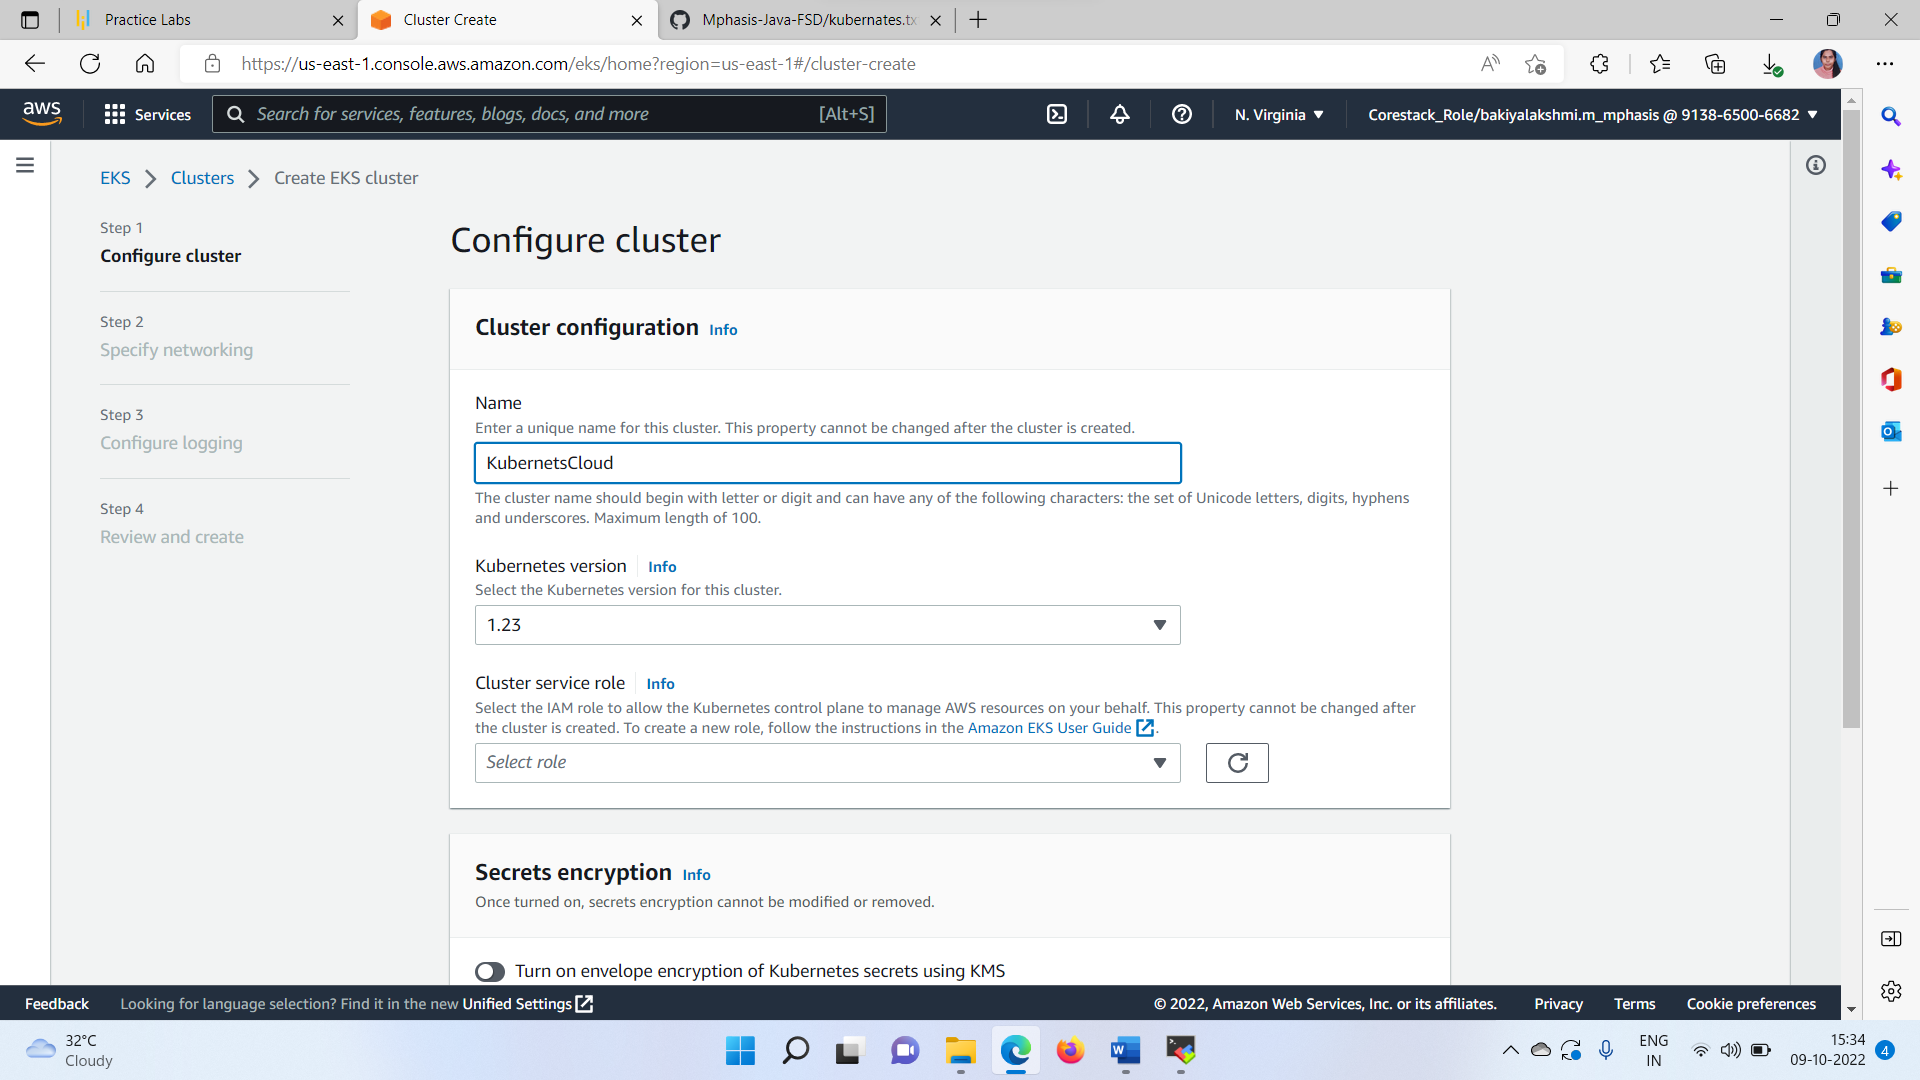 Practice Labs
Cluster Create
Mphasis-Java-FSD/kubernates.tx
https://us-east-1.console.aws.amazon.com/eks/home?region=us-east-1#/cluster-create
aws
Services
Search for services, features, blogs, docs, and more
[Alt+S]
N. Virginia
Corestack_Role/bakiyalakshmi.m_mphasis @ 9138-6500-6682
EKS
Clusters
Create EKS cluster
Step 1
Configure cluster
Step 2
Specify networking
Step 3
Configure logging
Step 4
Review and create
Configure cluster
Cluster configuration Info
Name
Enter a unique name for this cluster. This property cannot be changed after the cluster is created.
KubernetsCloud
The cluster name should begin with letter or digit and can have any of the following characters: the set of Unicode letters, digits, hyphens
and underscores. Maximum length of 100.
Kubernetes version Info
Select the Kubernetes version for this cluster.
1.23
Cluster service role Info
Select the IAM role to allow the Kubernetes control plane to manage AWS resources on your behalf. This property cannot be changed after
the cluster is created. To create a new role, follow the instructions in the Amazon EKS User Guide.
Select role
Secrets encryption Info
Once turned on, secrets encryption cannot be modified or removed.
Turn on envelope encryption of Kubernetes secrets using KMS
Feedback
Looking for language selection? Find it in the new Unified Settings
© 2022, Amazon Web Services, Inc. or its affiliates.
Privacy
Terms
Cookie preferences
32°C
Cloudy
ENG
IN
15:34
09-10-2022
4